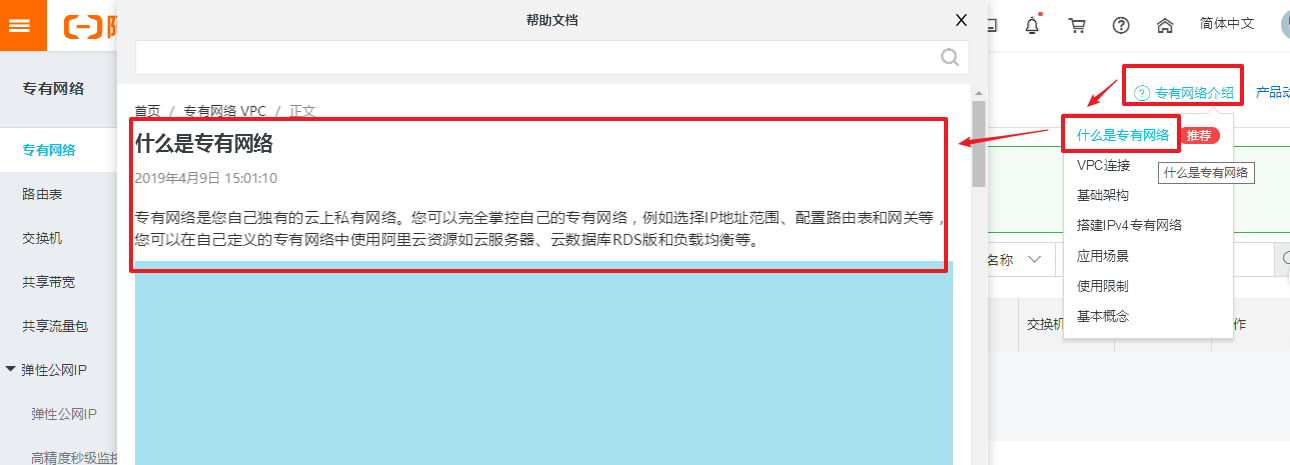 帮助文档
X
简体中文
专有网络
专有网络介绍
产品动
首页 / 专有网络 VPC / 正文
什么是专有网络
什么是专有网络 推荐
专有网络
2019年4月9日 15:01:10
VPC连接
什么是专有网络
路由表
基础架构
专有网络是您自己独有的云上私有网络。您可以完全掌控自己的专有网络，例如选择IP地址范围、配置路由表和网关等，
搭建IPv4专有网络
交换机
您可以在自己定义的专有网络中使用阿里云资源如云服务器、云数据库RDS版和负载均衡等。
应用场景
名称
共享带宽
使用限制
共享流量包
基本概念
交换机
作
弹性公网IP
弹性公网IP
高精度秒级监控